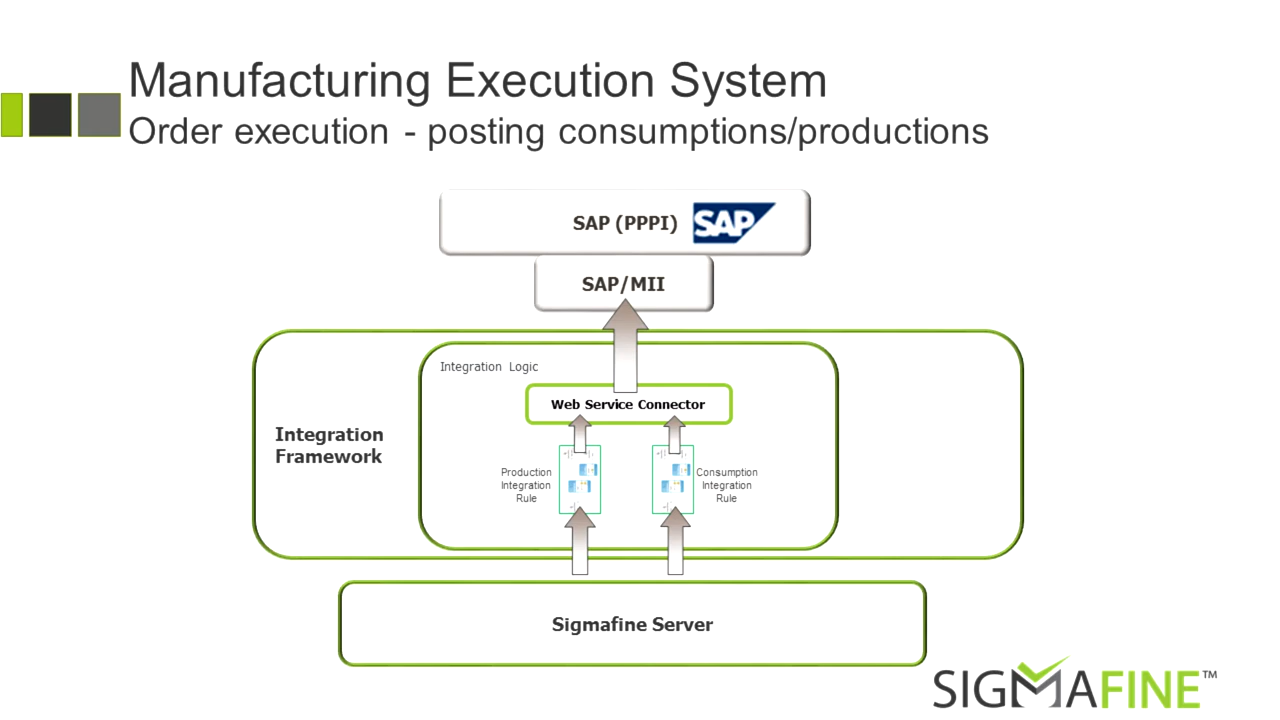 Manufacturing Execution System
Order execution - posting consumptions/productions
SAP (PPPI)
SAP
SAP/MII
Integration Logic
Web Service Connector
Integration
Framework
Production
Integration
Rule
Consumption
Integration
Rule
Sigmafine Server
SIGMAFINE™